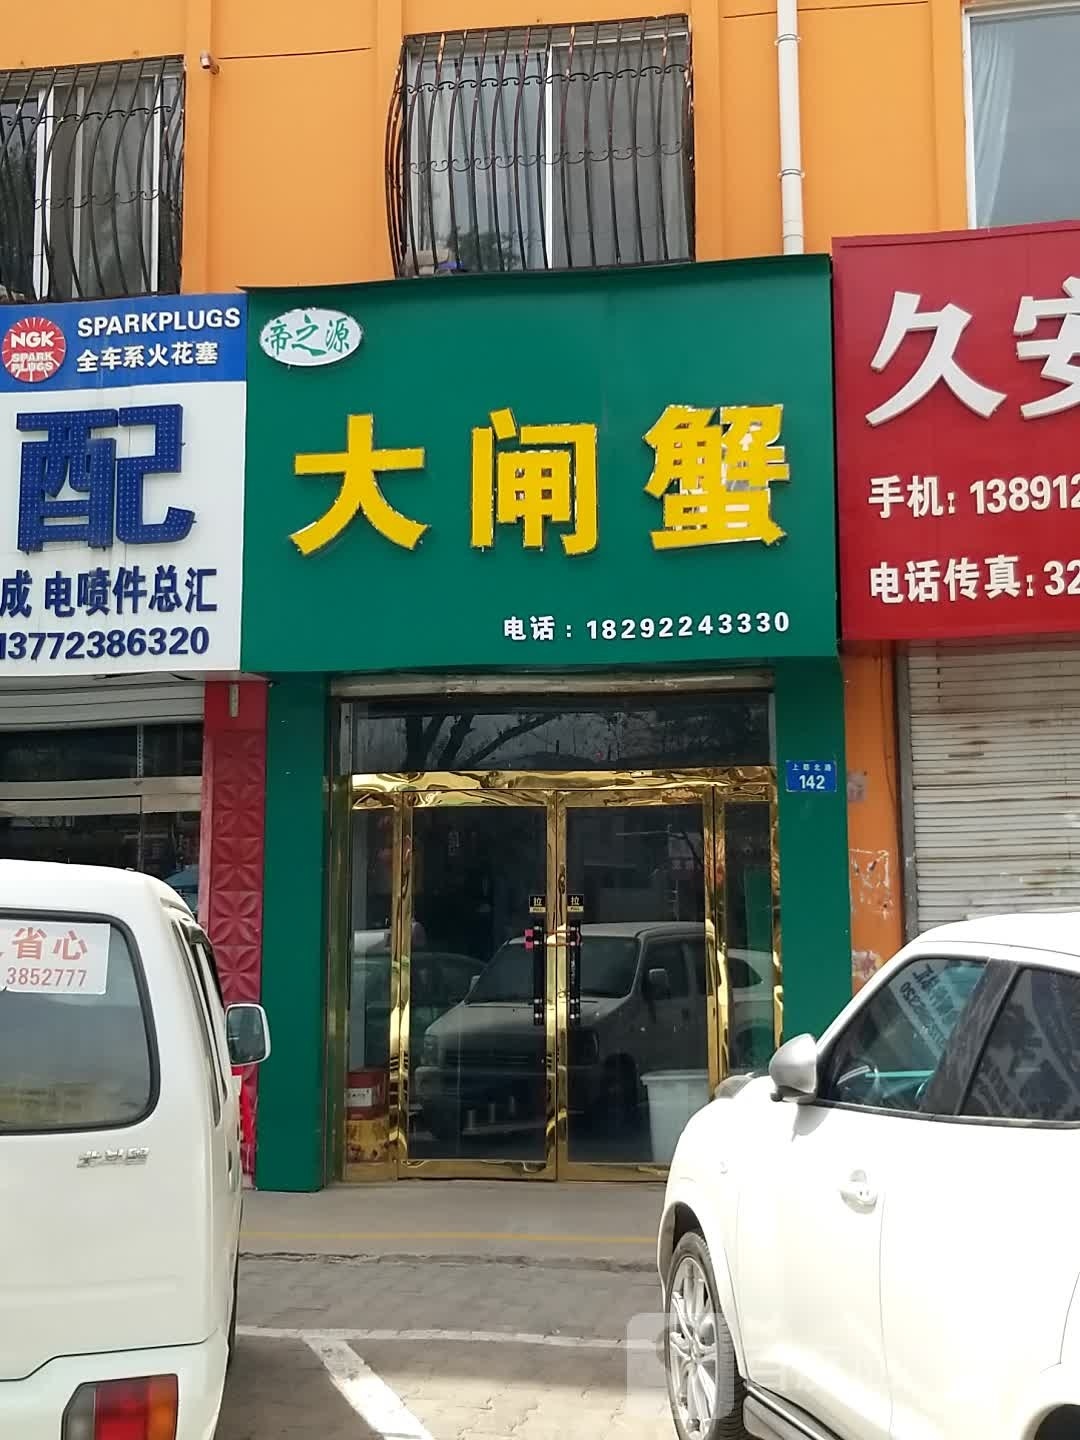 NGK
SPARK
PLUGS
SPARKPLUGS
全车系火花塞
配
成 电喷件总汇
13772386320
帝之源
大闸蟹
电话：18292243330
久安
手机：138912
电话传真：32
142
拉
拉
省心
3852777